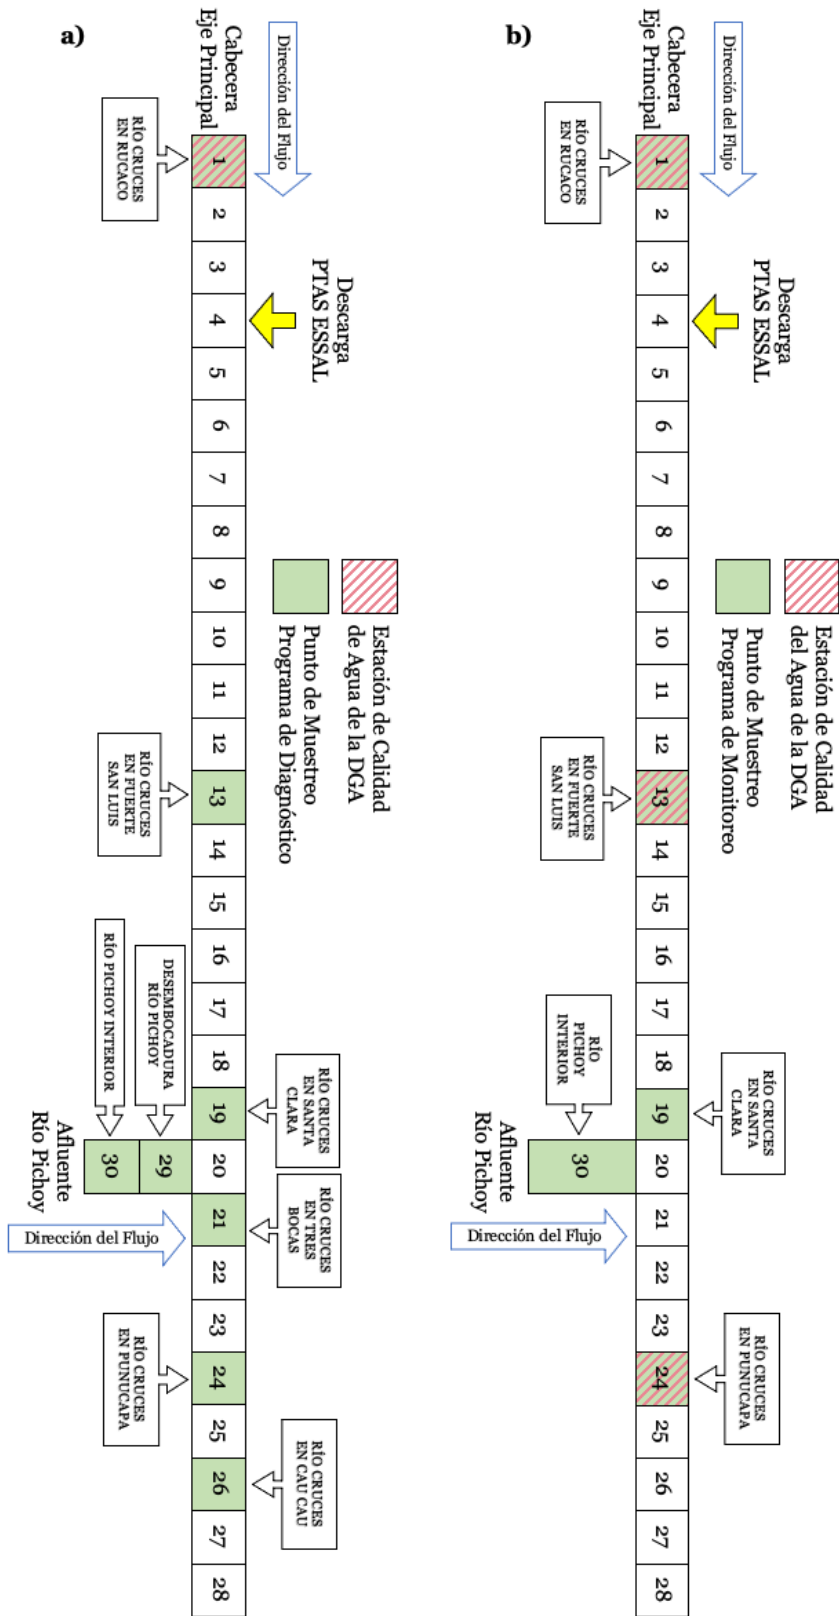 a)
Cabecera
Eje Principal
Dirección del Flujo
RÍO CRUCES
EN RUCACO
Descarga
PTAS ESSAL
Estación de Calidad
de Agua de la DGA
Punto de Muestreo
Programa de Diagnóstico
1
2
3
4
5
6
7
8
9
10
11
12
13
14
15
16
17
18
19
20
21
22
23
24
25
26
27
28
RÍO CRUCES
EN FUERTE
SAN LUIS
RÍO PICHOY INTERIOR
DESEMBOCADURA
RÍO PICHOY
RÍO CRUCES
EN SANTA
CLARA
29
30
Afluente
Río Pichoy
RÍO CRUCES
EN TRES
BOCAS
Dirección del Flujo
RÍO CRUCES
EN PUNUCAPA
RÍO CRUCES
EN CAU CAU
b)
Cabecera
Eje Principal
Dirección del Flujo
RÍO CRUCES
EN RUCACO
Descarga
PTAS ESSAL
Estación de Calidad
del Agua de la DGA
Punto de Muestreo
Programa de Monitoreo
1
2
3
4
5
6
7
8
9
10
11
12
13
14
15
16
17
18
19
20
21
22
23
24
25
26
27
28
RÍO CRUCES
EN FUERTE
SAN LUIS
RÍO
PICHOY
INTERIOR
RÍO CRUCES
EN SANTA
CLARA
30
Afluente
Río Pichoy
Dirección del Flujo
RÍO CRUCES
EN PUNUCAPA